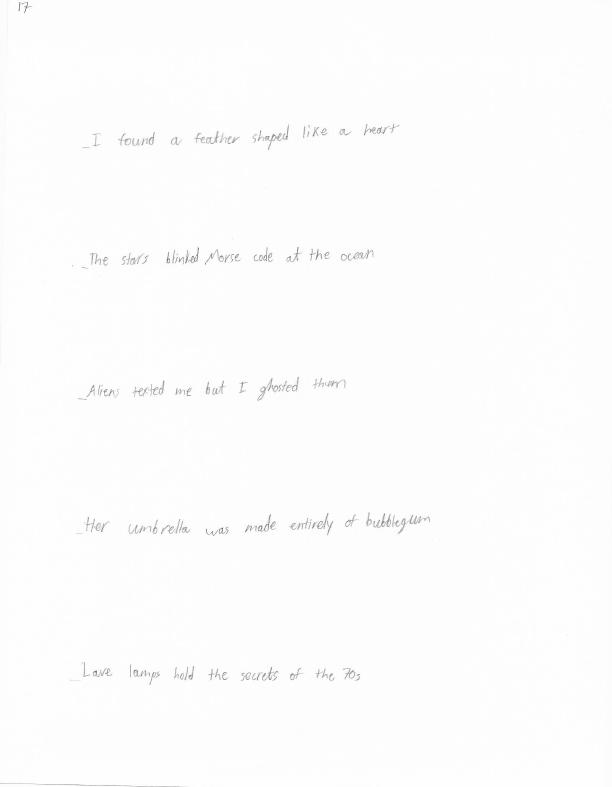 17
_I found a feather shaped like a heart
_The stars blinked Morse code at the ocean
_Aliens texted me but I ghosted them
_Her umbrella was made entirely of bubblegum
_Lave lamps hold the secrets of the 70s